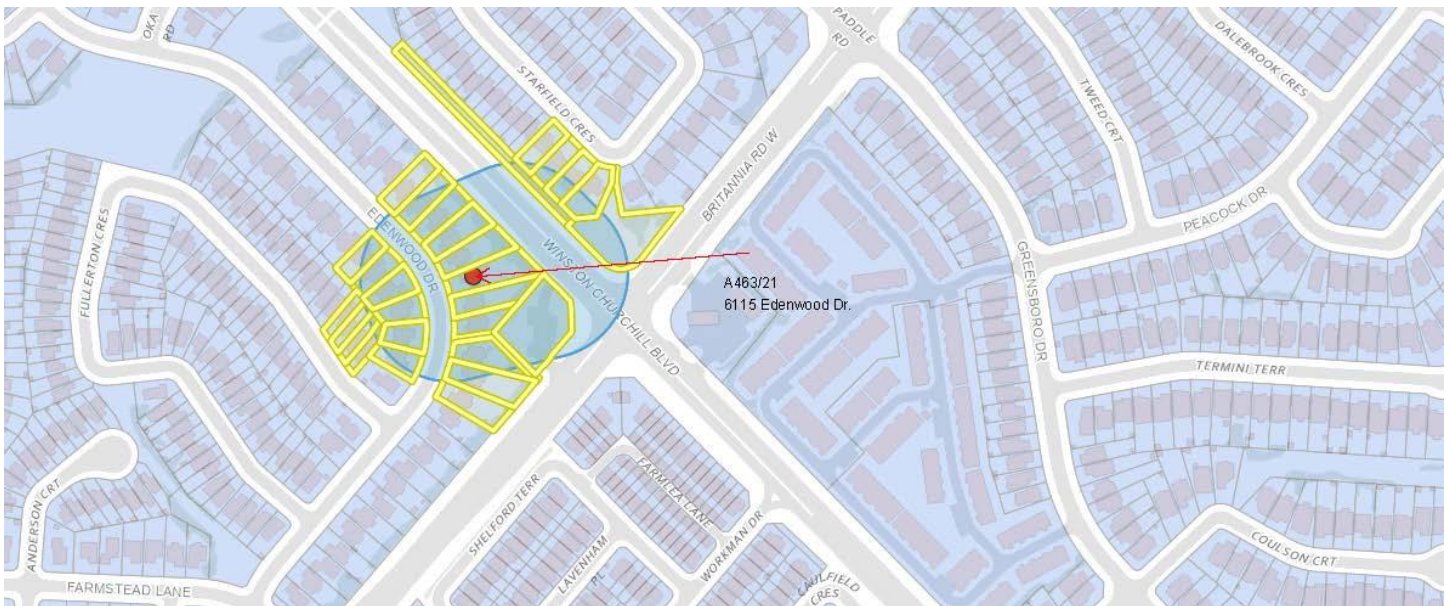 OKA
RD
PADDLE
RD
DALEBROOK CRES
STARFIELD CRES
TWEED CRT
BRITANNIA RD W
PEACOCK DR
FULLERTON CRES
EDENWOOD DR
WINSTON CHURCHILL BLVD
GREENSBORO DR
A463/21
6115 Edenwood Dr.
TERMINI TERR
ANDERSON CRT
SHELFORD TERR
FARMLEA LANE
WORKMAN DR
LAVENHAM
PL
COULSON CRT
FARMSTEAD LANE
CAULFIELD
CRES